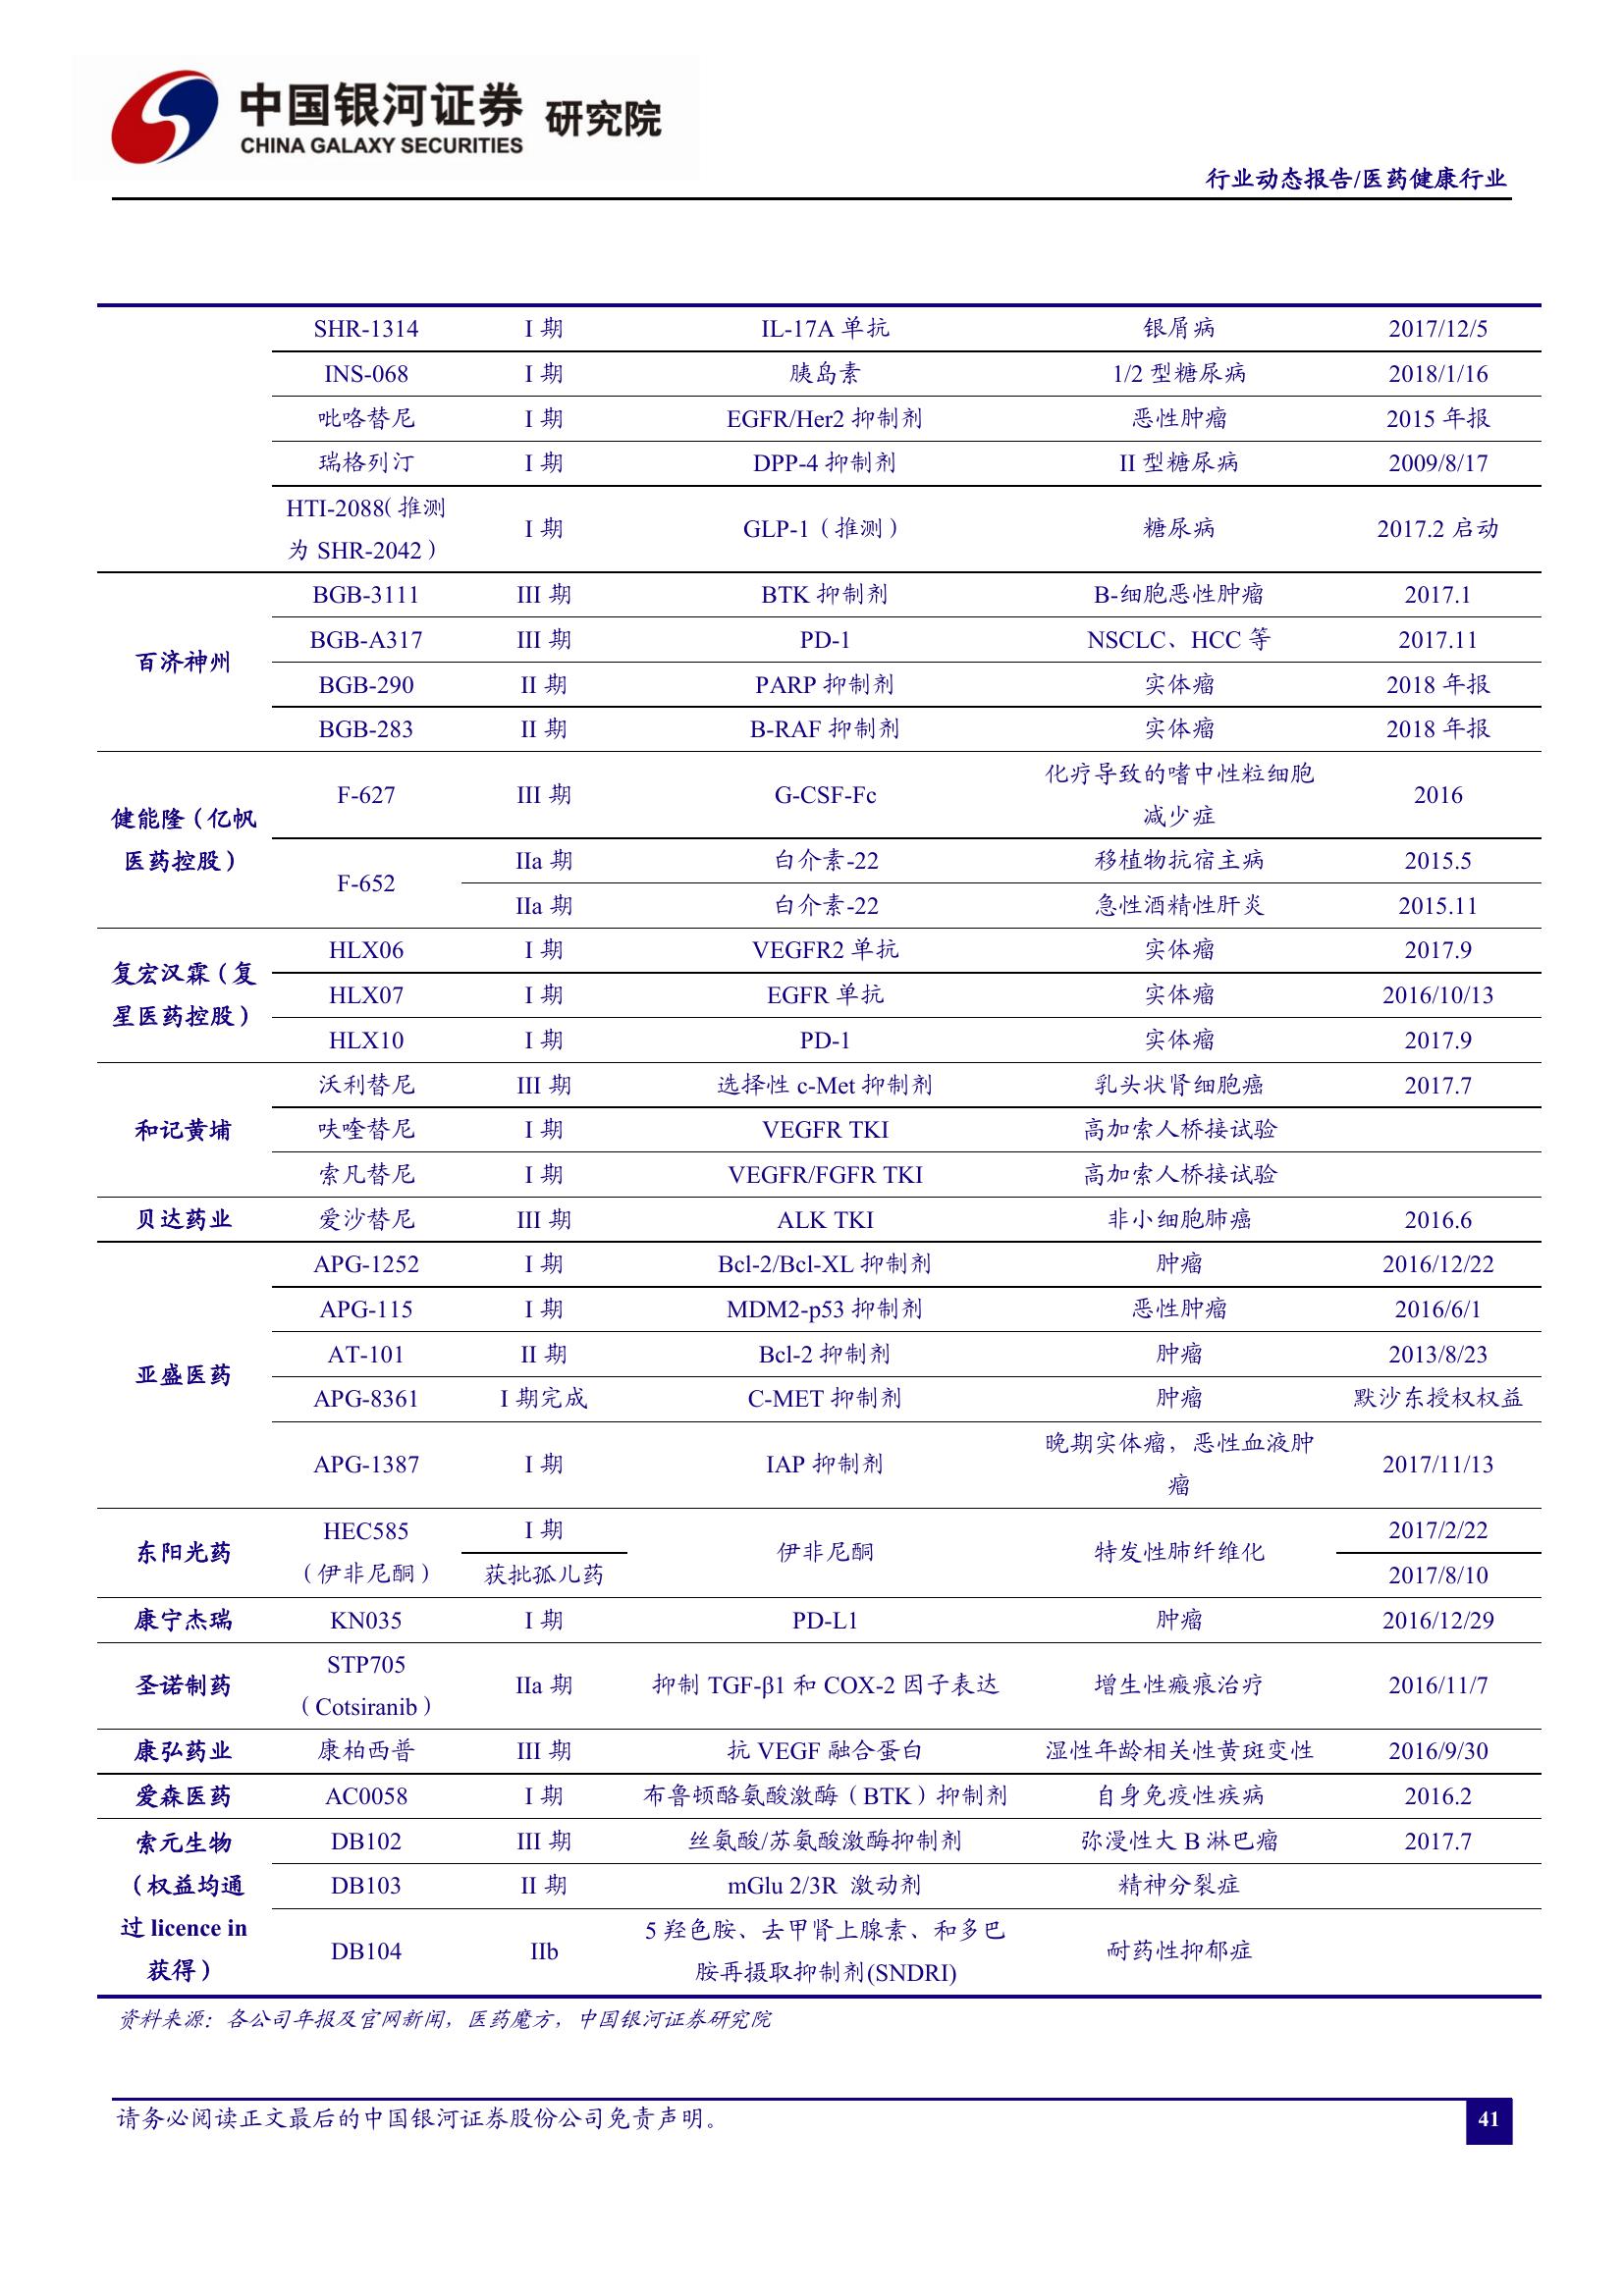 中国银河证券 研究院
CHINA GALAXY SECURITIES
行业动态报告/医药健康行业
SHR-1314 I 期 IL-17A 单抗 银屑病 2017/12/5
INS-068 I 期 胰岛素 1/2 型糖尿病 2018/1/16
吡咯替尼 I 期 EGFR/Her2 抑制剂 恶性肿瘤 2015 年报
瑞格列汀 I 期 DPP-4 抑制剂 II 型糖尿病 2009/8/17
HTI-2088（推测
为 SHR-2042） I 期 GLP-1（推测） 糖尿病 2017.2 启动
百济神州
BGB-3111 III 期 BTK 抑制剂 B-细胞恶性肿瘤 2017.1
BGB-A317 III 期 PD-1 NSCLC、HCC 等 2017.11
BGB-290 II 期 PARP 抑制剂 实体瘤 2018 年报
BGB-283 II 期 B-RAF 抑制剂 实体瘤 2018 年报
健能隆（亿帆
医药控股）
F-627 III 期 G-CSF-Fc 化疗导致的嗜中性粒细胞
减少症 2016
F-652 IIa 期 白介素-22 移植物抗宿主病 2015.5
IIa 期 白介素-22 急性酒精性肝炎 2015.11
复宏汉霖（复
星医药控股）
HLX06 I 期 VEGFR2 单抗 实体瘤 2017.9
HLX07 I 期 EGFR 单抗 实体瘤 2016/10/13
HLX10 I 期 PD-1 实体瘤 2017.9
和记黄埔
沃利替尼 III 期 选择性 c-Met 抑制剂 乳头状肾细胞癌 2017.7
呋喹替尼 I 期 VEGFR TKI 高加索人桥接试验
索凡替尼 I 期 VEGFR/FGFR TKI 高加索人桥接试验
贝达药业 爱沙替尼 III 期 ALK TKI 非小细胞肺癌 2016.6
亚盛医药
APG-1252 I 期 Bcl-2/Bcl-XL 抑制剂 肿瘤 2016/12/22
APG-115 I 期 MDM2-p53 抑制剂 恶性肿瘤 2016/6/1
AT-101 II 期 Bcl-2 抑制剂 肿瘤 2013/8/23
APG-8361 I 期完成 C-MET 抑制剂 肿瘤 默沙东授权权益
APG-1387 I 期 IAP 抑制剂 晚期实体瘤，恶性血液肿
瘤 2017/11/13
东阳光药
HEC585
（伊非尼酮） I 期 伊非尼酮 特发性肺纤维化 2017/2/22
获批孤儿药 2017/8/10
康宁杰瑞 KN035 I 期 PD-L1 肿瘤 2016/12/29
圣诺制药 STP705
（Cotsiranib） IIa 期 抑制 TGF-β1 和 COX-2 因子表达 增生性瘢痕治疗 2016/11/7
康弘药业 康柏西普 III 期 抗 VEGF 融合蛋白 湿性年龄相关性黄斑变性 2016/9/30
爱森医药 AC0058 I 期 布鲁顿酪氨酸激酶（BTK）抑制剂 自身免疫性疾病 2016.2
索元生物
（权益均通
过 licence in
获得）
DB102 III 期 丝氨酸/苏氨酸激酶抑制剂 弥漫性大 B 淋巴瘤 2017.7
DB103 II 期 mGlu 2/3R 激动剂 精神分裂症
DB104 IIb 5 羟色胺、去甲肾上腺素、和多巴
胺再摄取抑制剂(SNDRI) 耐药性抑郁症
资料来源：各公司年报及官网新闻，医药魔方，中国银河证券研究院
请务必阅读正文最后的中国银河证券股份公司免责声明。
41